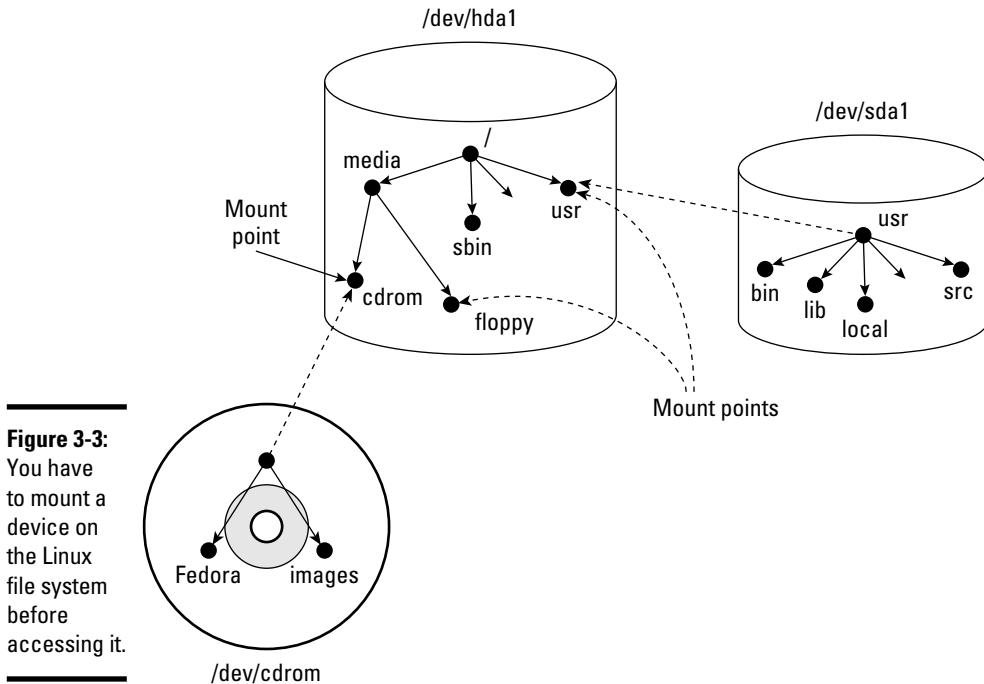 /dev/hda1
/dev/sda1
/
media
usr
sbin
Mount
point
cdrom
floppy
usr
bin
lib
local
src
Mount points
Figure 3-3:
You have
to mount a
device on
the Linux
file system
before
accessing it.
Fedora
images
/dev/cdrom